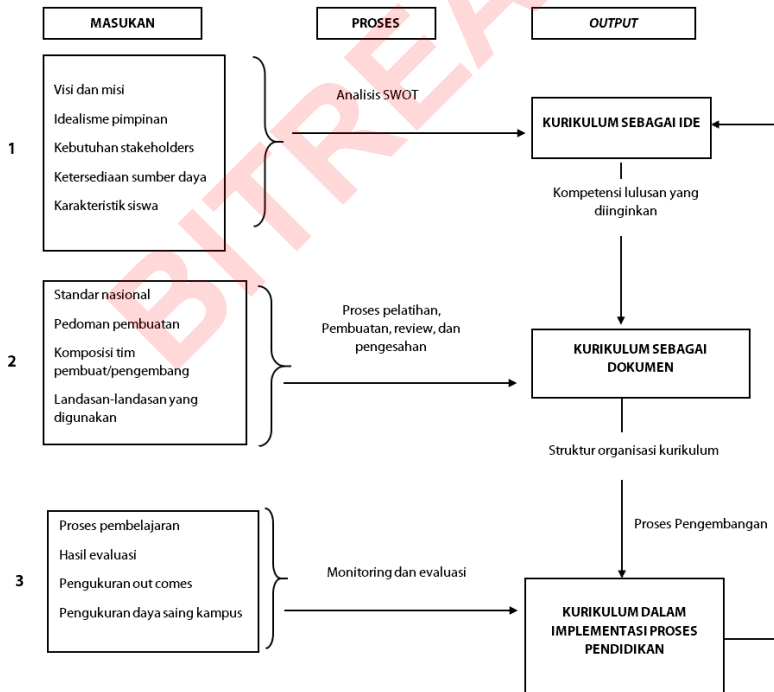 MASUKAN
PROSES
OUTPUT
1
Visi dan misi
Idealisme pimpinan
Kebutuhan stakeholders
Ketersediaan sumber daya
Karakteristik siswa
Analisis SWOT
KURIKULUM SEBAGAI IDE
Kompetensi lulusan yang
diinginkan
2
Standar nasional
Pedoman pembuatan
Komposisi tim
pembuat/pengembang
Landasan-landasan yang
digunakan
Proses pelatihan,
Pembuatan, review, dan
pengesahan
KURIKULUM SEBAGAI
DOKUMEN
Struktur organisasi kurikulum
Proses Pengembangan
3
Proses pembelajaran
Hasil evaluasi
Pengukuran out comes
Pengukuran daya saing kampus
Monitoring dan evaluasi
KURIKULUM DALAM
IMPLEMENTASI PROSES
PENDIDIKAN
BITREA